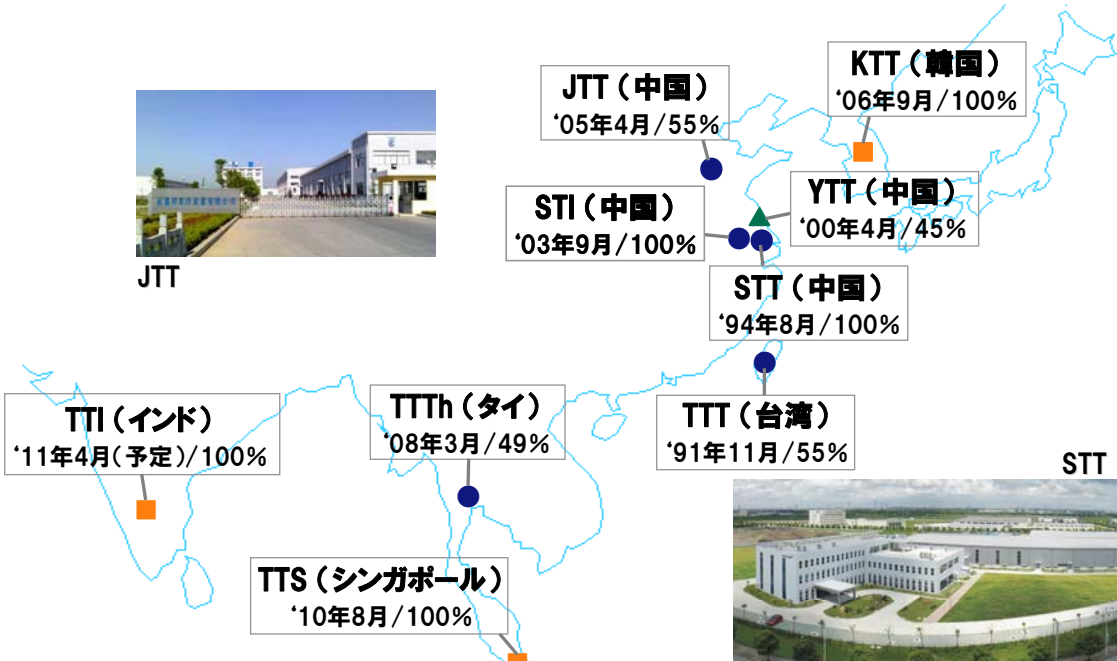 KTT（韓国）
‘06年9月/100%
JTT（中国）
‘05年4月/55%
YTT（中国）
‘00年4月/45%
STI（中国）
‘03年9月/100%
JTT
STT（中国）
‘94年8月/100%
TTI（インド）
‘11年4月（予定）/100%
TTTh（タイ）
‘08年3月/49%
TTT（台湾）
‘91年11月/55%
STT
TTS（シンガポール）
‘10年8月/100%